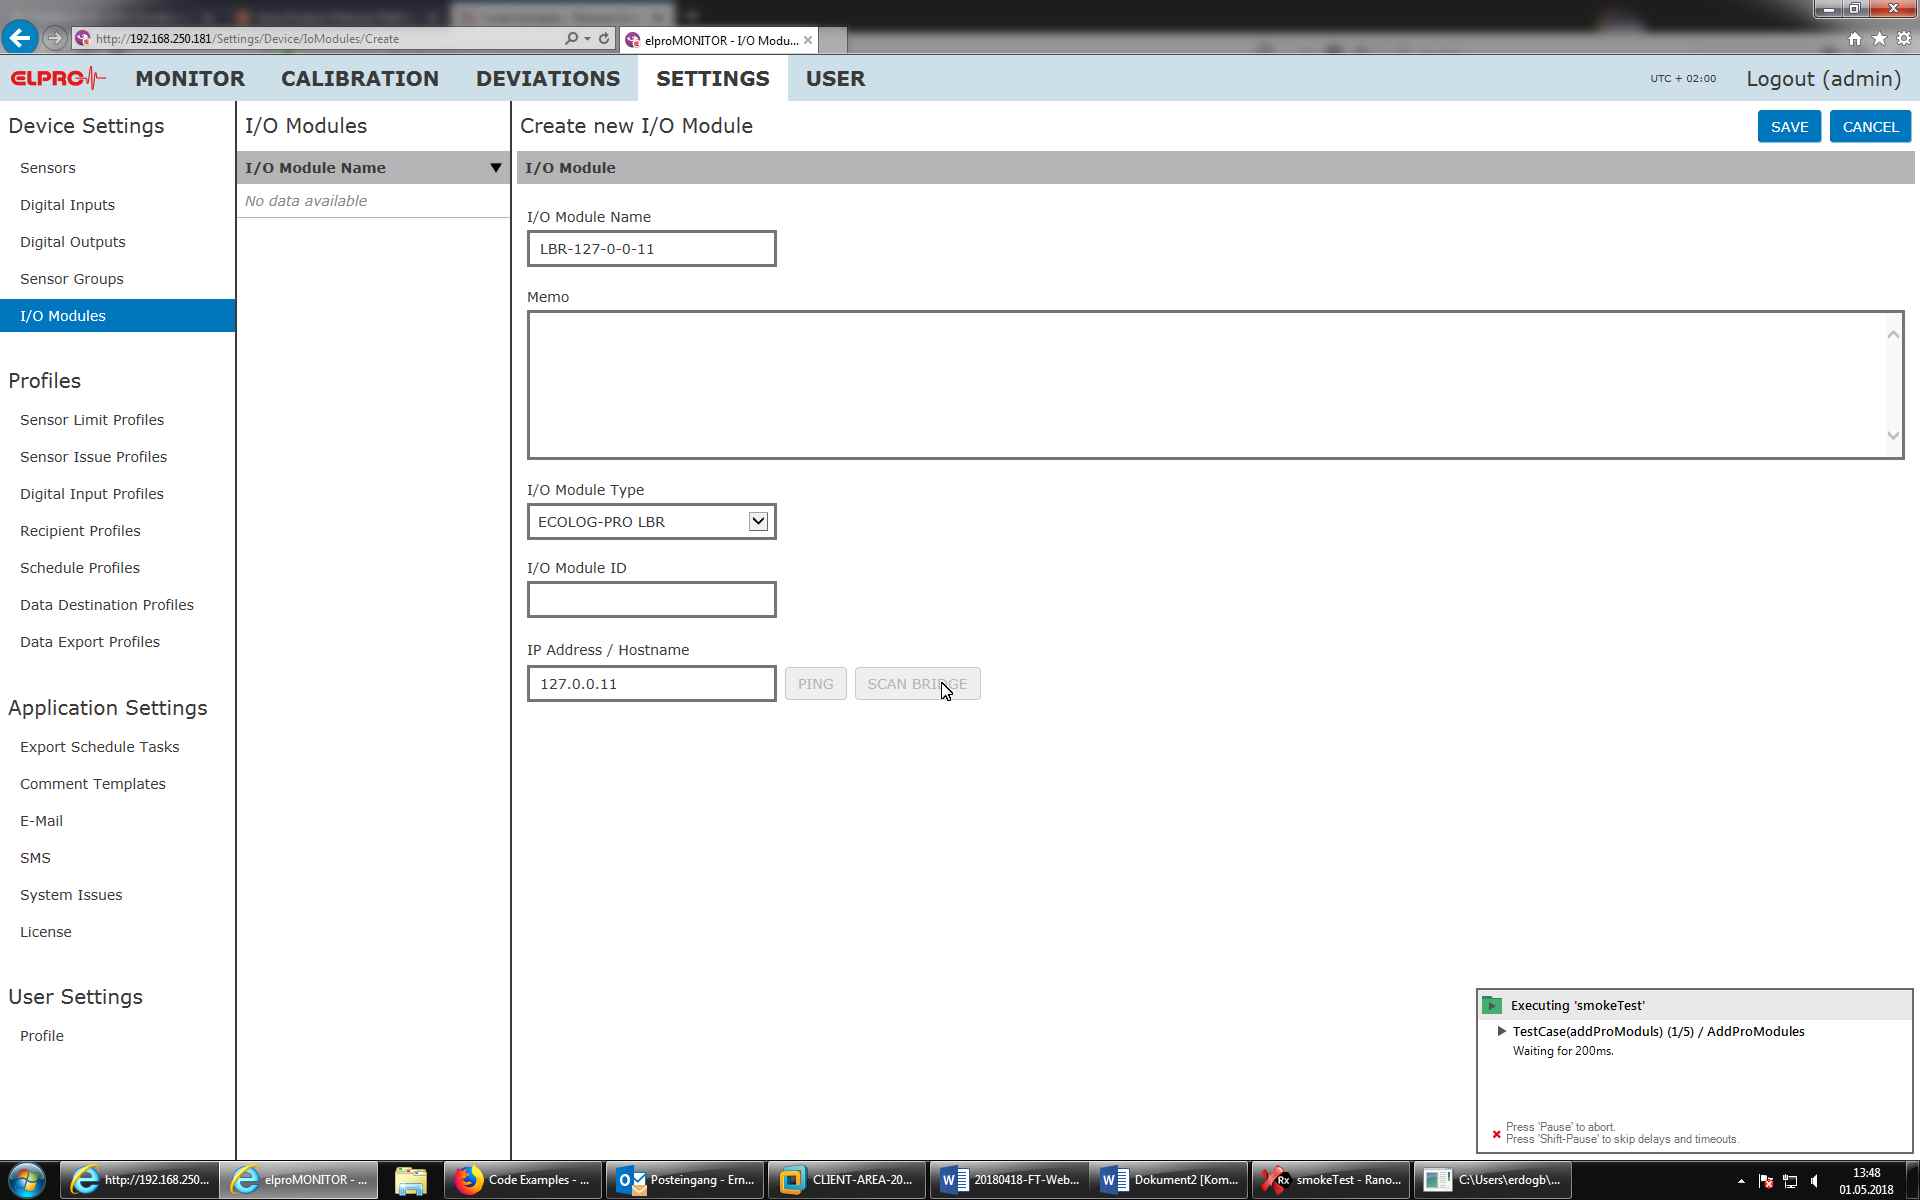 http://192.168.250.181/Settings/Device/IoModules/Create
elproMONITOR - I/O Modu...
ELPRO
MONITOR
CALIBRATION
DEVIATIONS
SETTINGS
USER
UTC + 02:00
Logout (admin)
Device Settings
Sensors
Digital Inputs
Digital Outputs
Sensor Groups
I/O Modules
Profiles
Sensor Limit Profiles
Sensor Issue Profiles
Digital Input Profiles
Recipient Profiles
Schedule Profiles
Data Destination Profiles
Data Export Profiles
Application Settings
Export Schedule Tasks
Comment Templates
E-Mail
SMS
System Issues
License
User Settings
Profile
I/O Modules
I/O Module Name
No data available
Create new I/O Module
SAVE
CANCEL
I/O Module
I/O Module Name
LBR-127-0-0-11
Memo
I/O Module Type
ECOLOG-PRO LBR
I/O Module ID
IP Address / Hostname
127.0.0.11
PING
SCAN BRIDGE
Executing 'smokeTest'
TestCase(addProModuls) (1/5) / AddProModules
Waiting for 200ms.
Press 'Pause' to abort.
Press 'Shift-Pause' to skip delays and timeouts.
http://192.168.250...
elproMONITOR - ...
Code Examples - ...
Posteingang - Ern...
CLIENT-AREA-20...
20180418-FT-Web...
Dokument2 [Kom...
smokeTest - Rano...
C:\Users\erdogb\...
13:48
01.05.2018